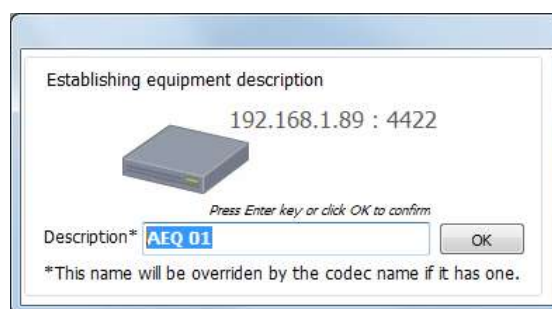 Establishing equipment description
192.168.1.89 : 4422
Press Enter key or click OK to confirm
Description* AEQ 01 OK
*This name will be overriden by the codec name if it has one.